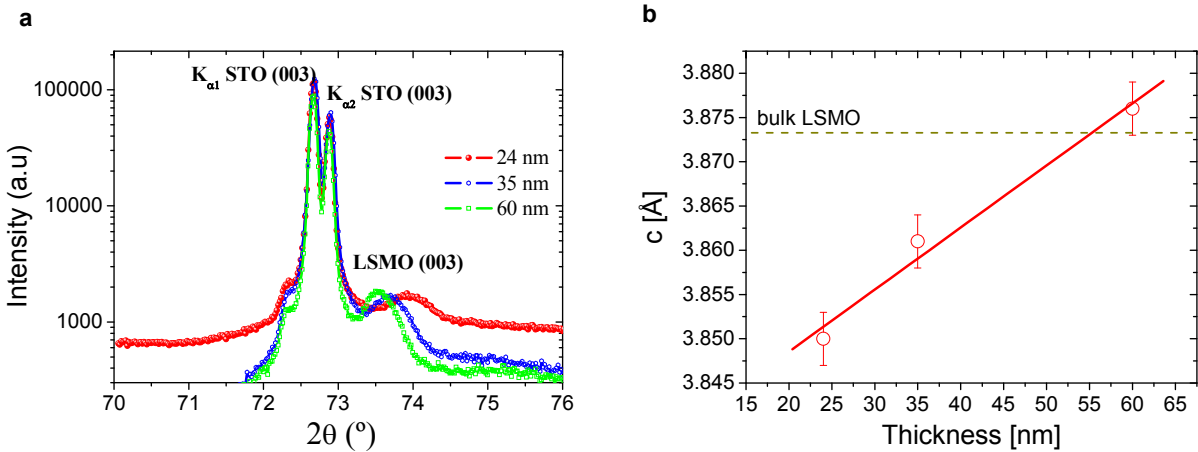 a
K α1 STO (003)
K α2 STO (003)
24 nm
35 nm
60 nm
LSMO (003)
Intensity (a.u)
100000
10000
1000
70 71 72 73 74 75 76
2θ (º)
b
bulk LSMO
c [Å]
3.880
3.875
3.870
3.865
3.860
3.855
3.850
3.845
15 20 25 30 35 40 45 50 55 60 65
Thickness [nm]